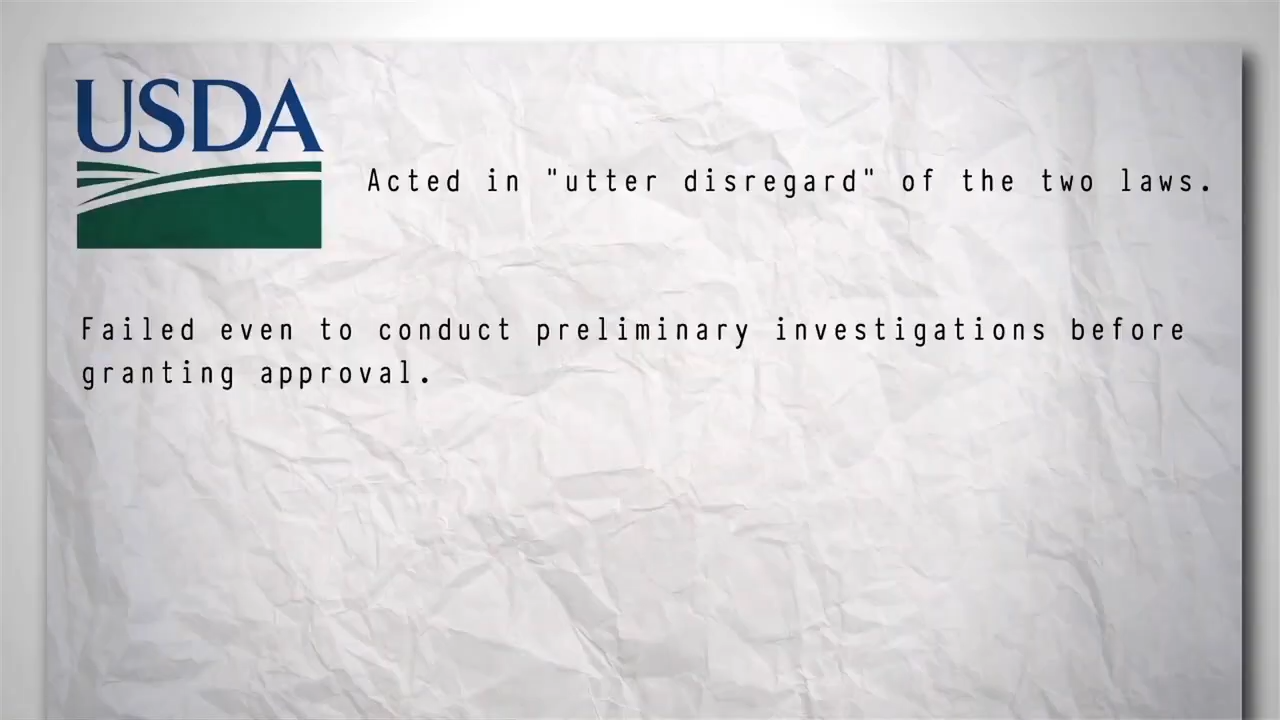 USDA
Acted in "utter disregard" of the two laws.
Failed even to conduct preliminary investigations before
granting approval.